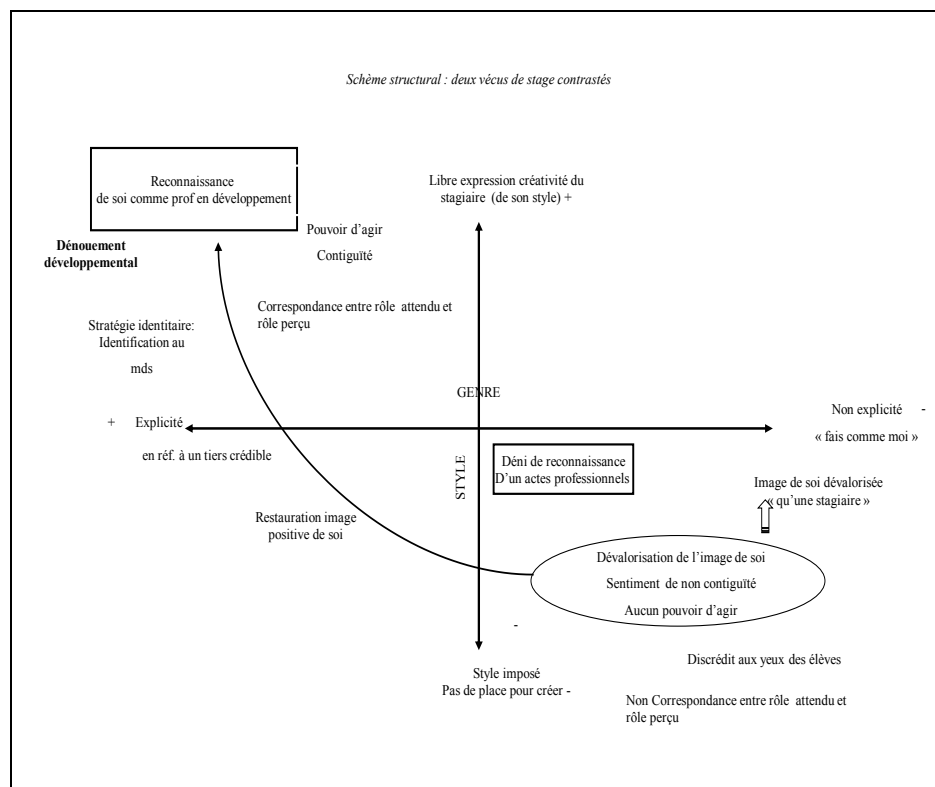 Schème structural : deux vécus de stage contrastés
Reconnaissance
de soi comme prof en développement
Libre expression créativité du
stagiaire (de son style) +
Pouvoir d’agir
Contiguïté
Dénouement
développemental
Correspondance entre rôle attendu et
rôle perçu
Stratégie identitaire:
Identification au
mds
GENRE
+ Explicité
Non explicité -
« fais comme moi »
en réf. à un tiers crédible
STYLE
Déni de reconnaissance
D’un actes professionnels
Image de soi dévalorisée
« qu’une stagiaire »
Restauration image
positive de soi
Dévalorisation de l’image de soi
Sentiment de non contiguïté
Aucun pouvoir d’agir
-
Style imposé
Pas de place pour créer -
Discrédit aux yeux des élèves
Non Correspondance entre rôle attendu et
rôle perçu